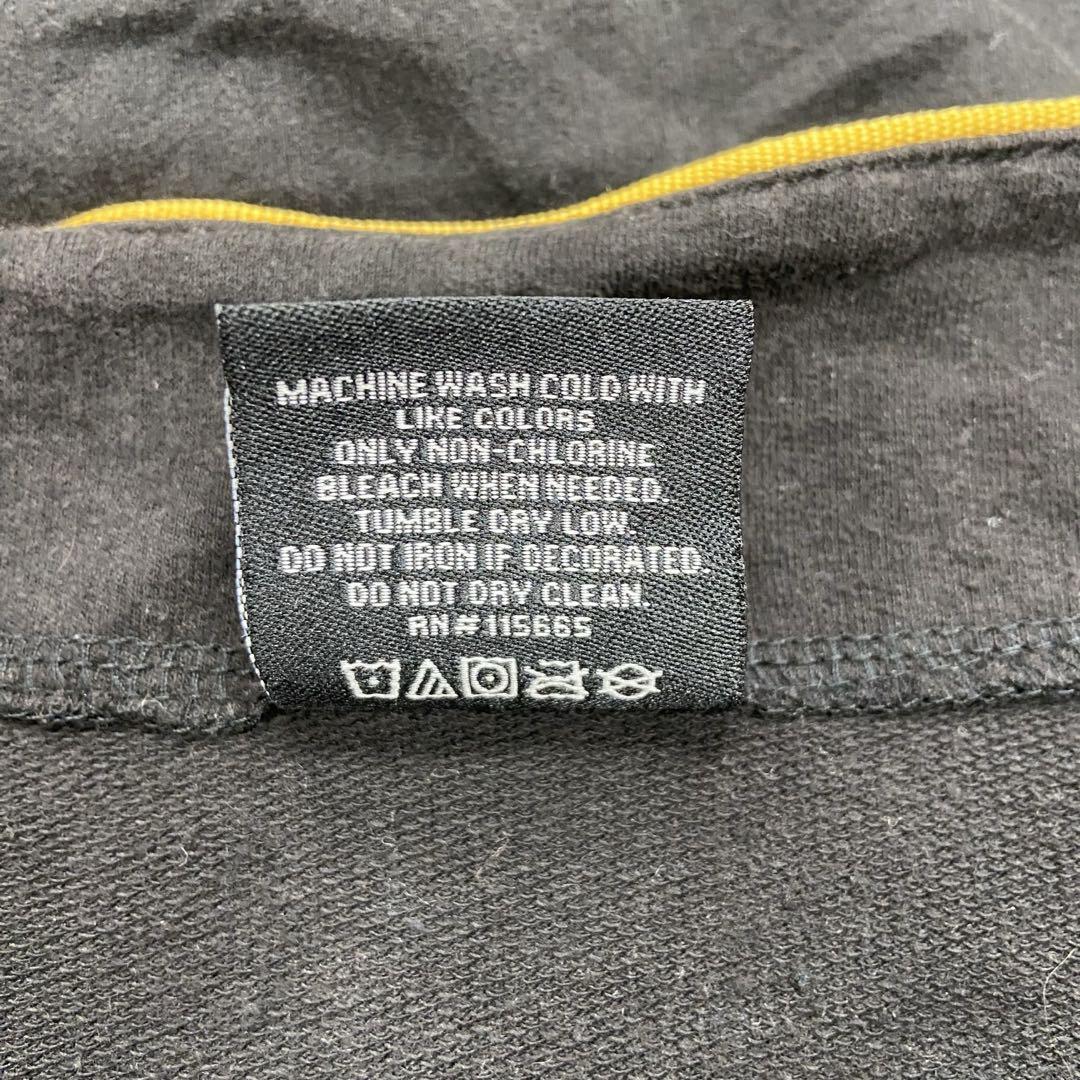 MACHINE WASH COLD WITH
LIKE COLORS
ONLY NON-CHLORINE
BLEACH WHEN NEEDED.
TUMBLE DRY LOW.
DO NOT IRON IF DECORATED.
DO NOT DRY CLEAN.
RN#115665